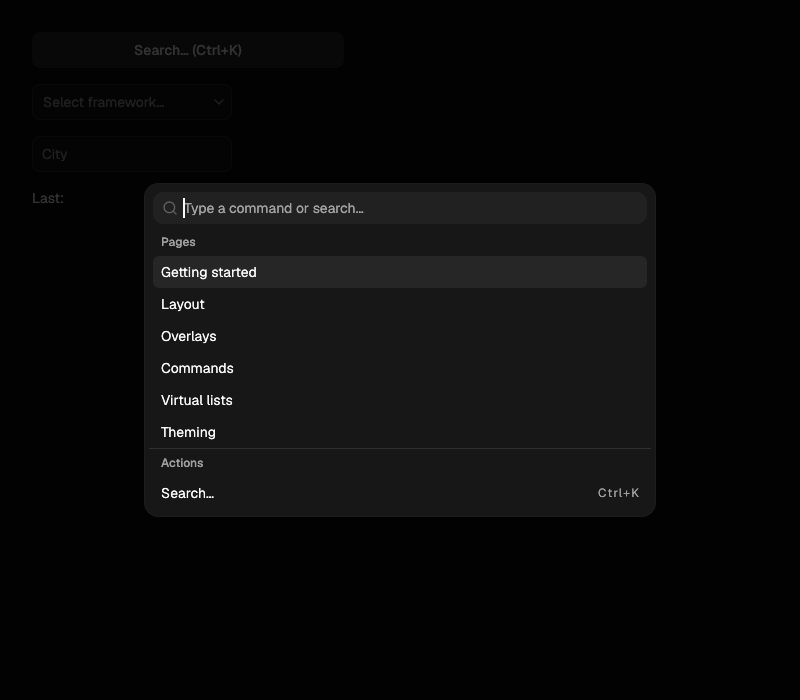 Search... (Ctrl+K)
Select framework...
City
Last:
Type a command or search...
Pages
Getting started
Layout
Overlays
Commands
Virtual lists
Theming
Actions
Search... Ctrl+K